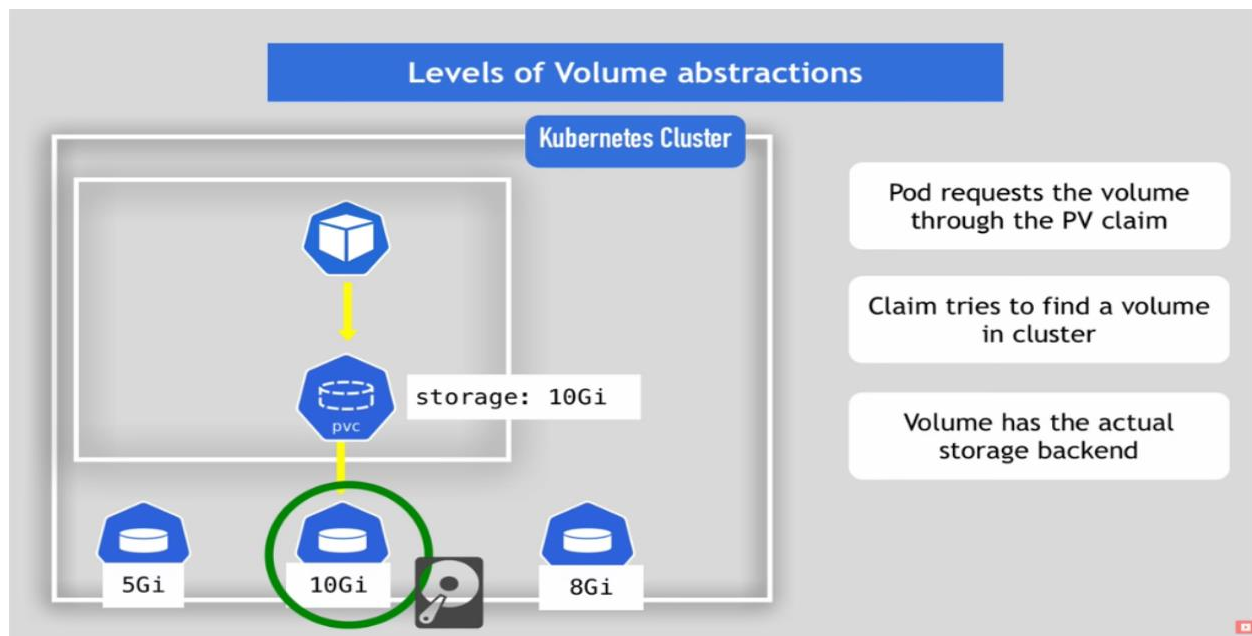 Levels of Volume abstractions
Kubernetes Cluster
Pod requests the volume
through the PV claim
Claim tries to find a volume
in cluster
Volume has the actual
storage backend
storage: 10Gi
pvc
5Gi
10Gi
8Gi